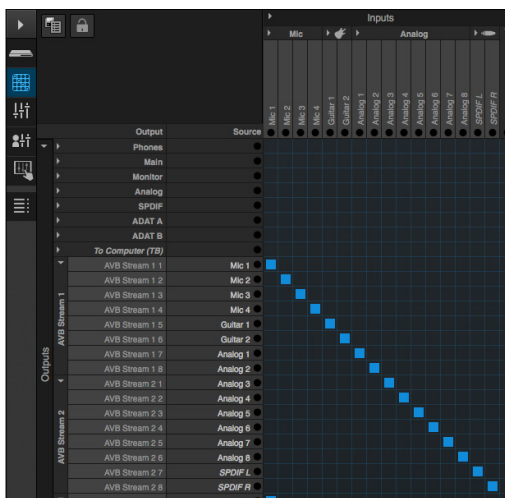 Inputs
Mic
Analog
Mic 1
Mic 2
Mic 3
Mic 4
Guitar 1
Guitar 2
Analog 1
Analog 2
Analog 3
Analog 4
Analog 5
Analog 6
Analog 7
Analog 8
SPDIF L
SPDIF R
Output Source
Phones
Main
Monitor
Analog
SPDIF
ADAT A
ADAT B
To Computer (TB)
Outputs
AVB Stream 1
AVB Stream 1 1 Mic 1
AVB Stream 1 2 Mic 2
AVB Stream 1 3 Mic 3
AVB Stream 1 4 Mic 4
AVB Stream 1 5 Guitar 1
AVB Stream 1 6 Guitar 2
AVB Stream 1 7 Analog 1
AVB Stream 1 8 Analog 2
AVB Stream 2
AVB Stream 2 1 Analog 3
AVB Stream 2 2 Analog 4
AVB Stream 2 3 Analog 5
AVB Stream 2 4 Analog 6
AVB Stream 2 5 Analog 7
AVB Stream 2 6 Analog 8
AVB Stream 2 7 SPDIF L
AVB Stream 2 8 SPDIF R